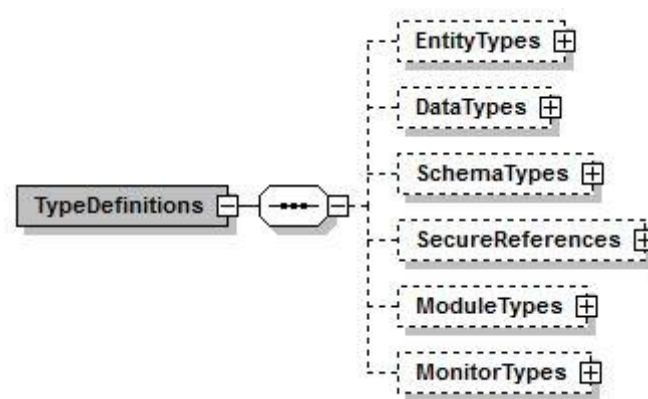 EntityTypes
DataTypes
SchemaTypes
TypeDefinitions
SecureReferences
ModuleTypes
MonitorTypes